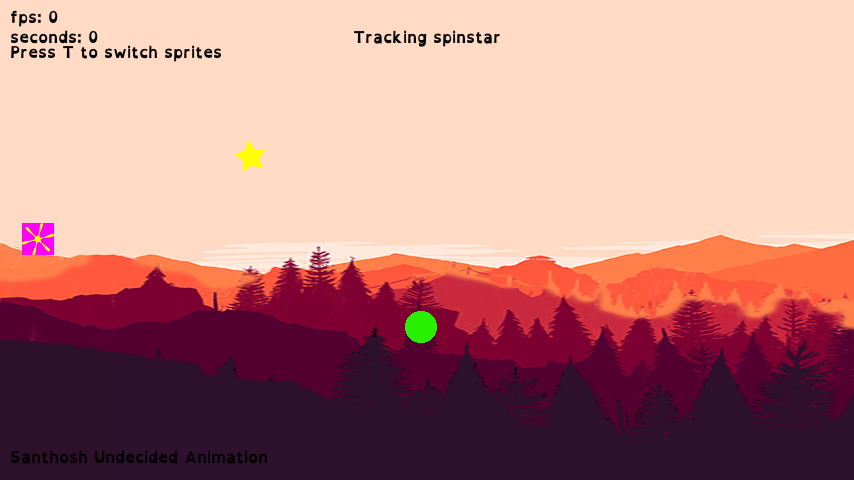 fps: 0
seconds: 0
Tracking spinstar
Press T to switch sprites
Santhosh Undecided Animation